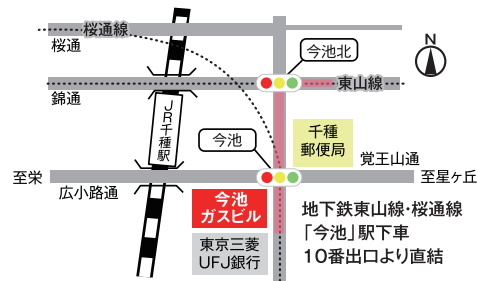 桜通線
桜通
今池北
N
東山線
錦通
JR千種駅
千種
郵便局
今池
覚王山通
至栄
至星ヶ丘
広小路通
今池
ガスビル
地下鉄東山線・桜通線
「今池」駅下車
10番出口より直結
東京三菱
UFJ銀行